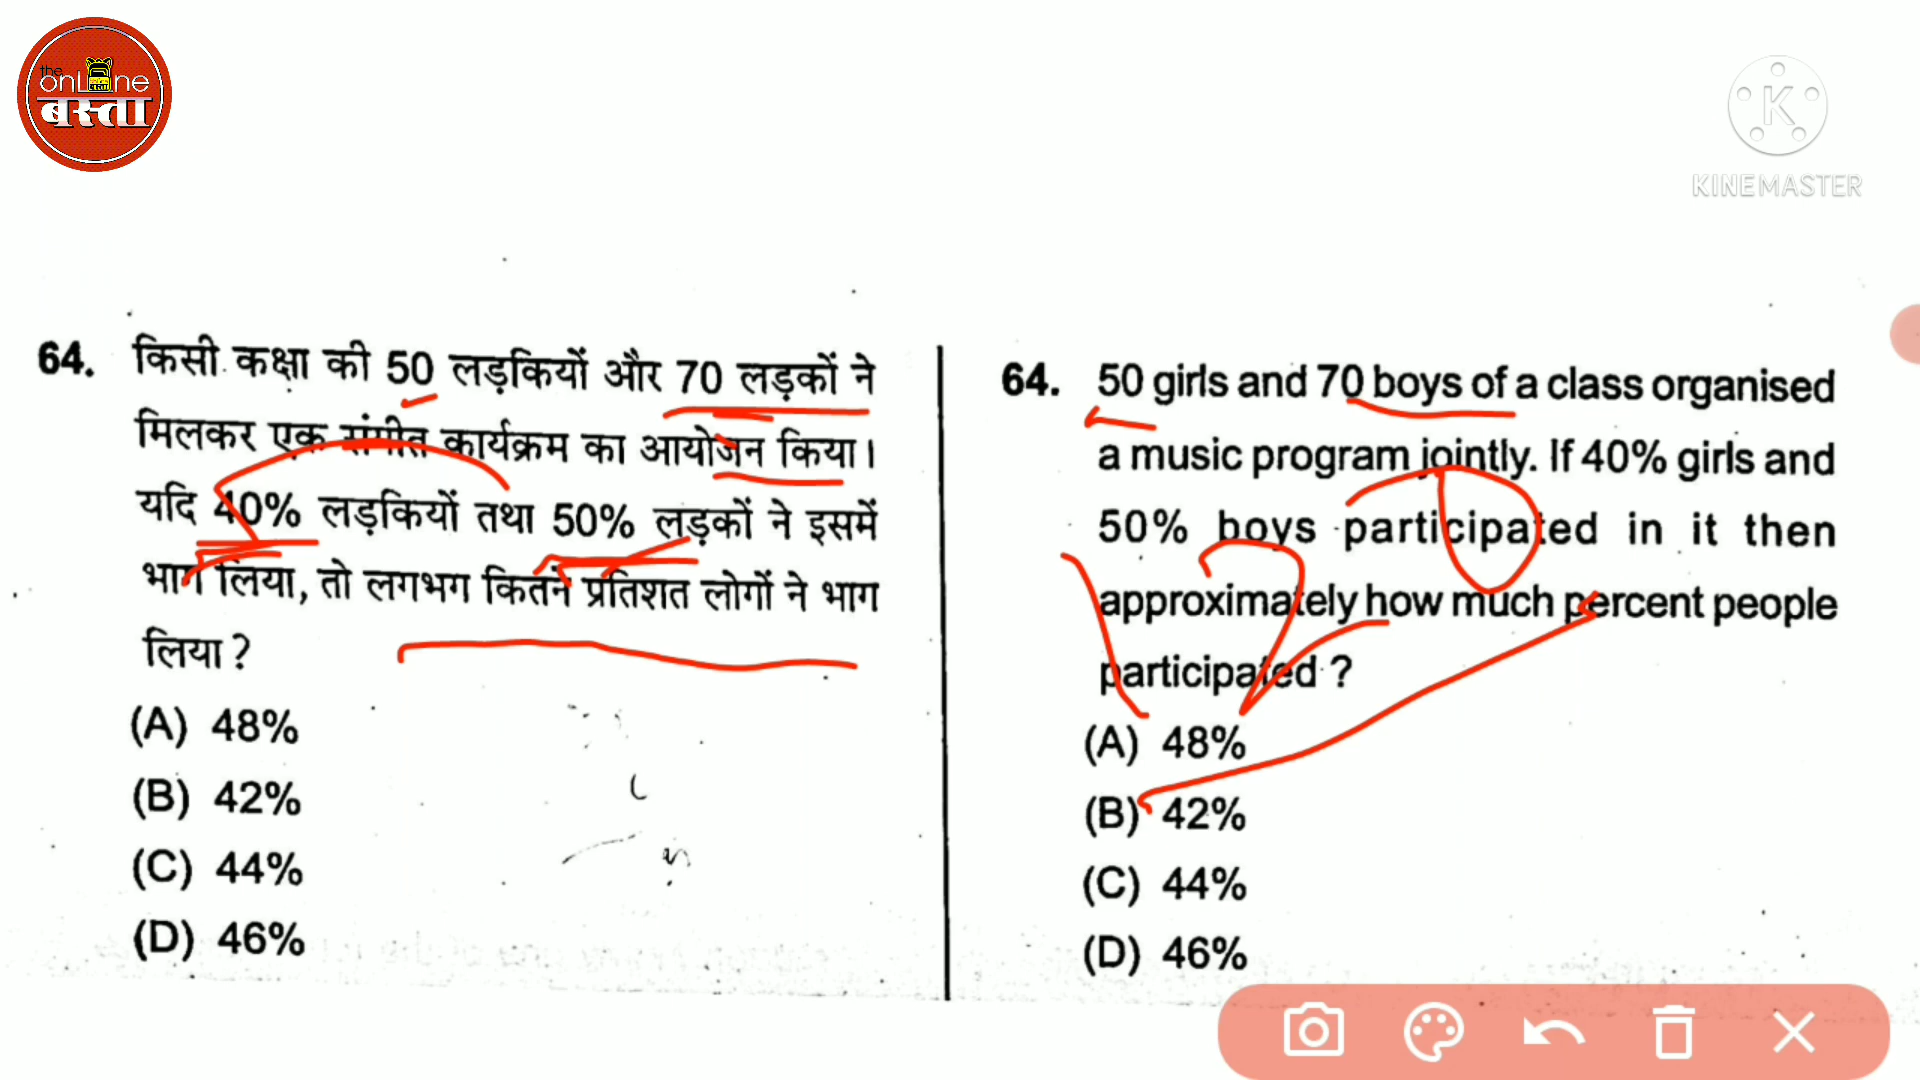 the
onLine
बस्ता
K
KINEMASTER
64. किसी कक्षा की 50 लड़कियों और 70 लड़कों ने
मिलकर एक संगीत कार्यक्रम का आयोजन किया।
यदि 40% लड़कियों तथा 50% लड़कों ने इसमें
भाग लिया, तो लगभग कितने प्रतिशत लोगों ने भाग
लिया ?
(A) 48%
(B) 42%
(C) 44%
(D) 46%
64. 50 girls and 70 boys of a class organised
a music program jointly. If 40% girls and
50% boys participated in it then
approximately how much percent people
participated ?
(A) 48%
(B) 42%
(C) 44%
(D) 46%